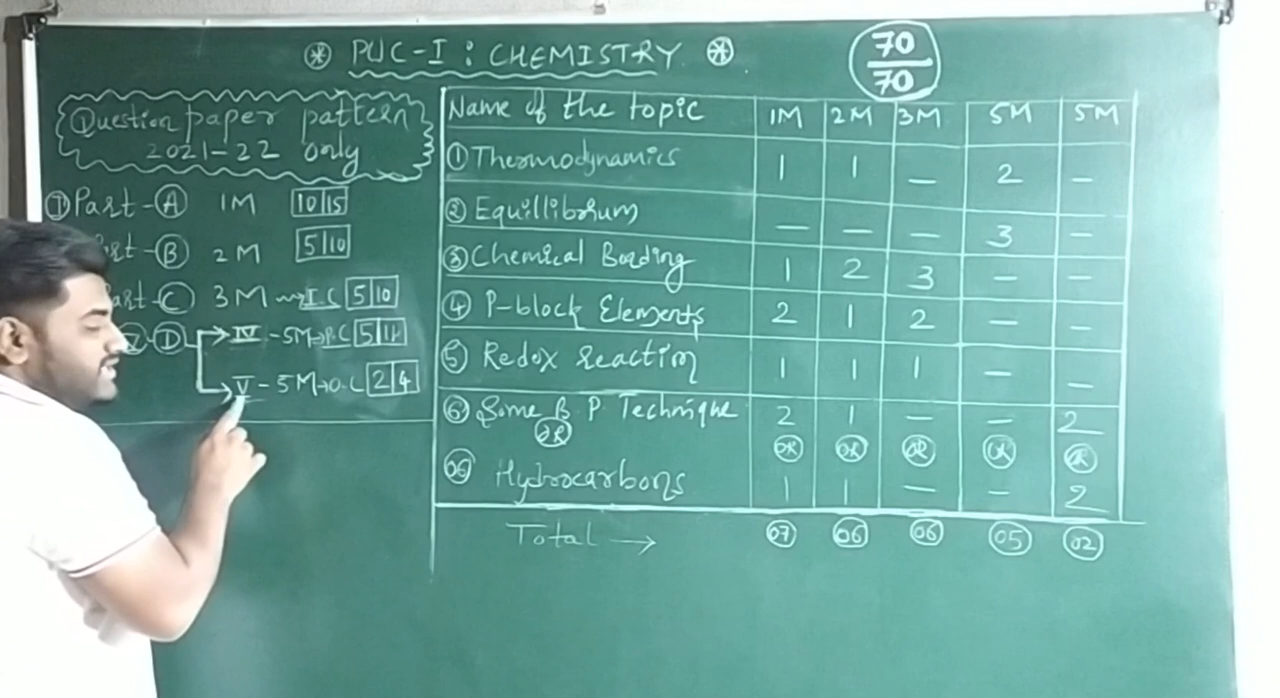 * PUC-I : CHEMISTRY *
70
70
Question paper pattern
2021-22 only
I Part - A 1M 10|15
Part - B 2M 5|10
Part - C 3M → I.C 5|10
D → IV - 5M → P.C 5|11
→ V - 5M → O.C 2|4
Name of the topic 1M 2M 3M 5M 5M
① Thermodynamics 1 1 — 2 —
② Equillibrium — — — 3 —
③ Chemical Bonding 1 2 3 — —
④ P-block Elements 2 1 2 — —
⑤ Redox reaction 1 1 1 — —
⑥ Some B P Technique 2 1 — — 2
OR OR OR OR OR OR
06 Hydrocarbons 1 1 — — 2
Total → 07 06 06 05 02